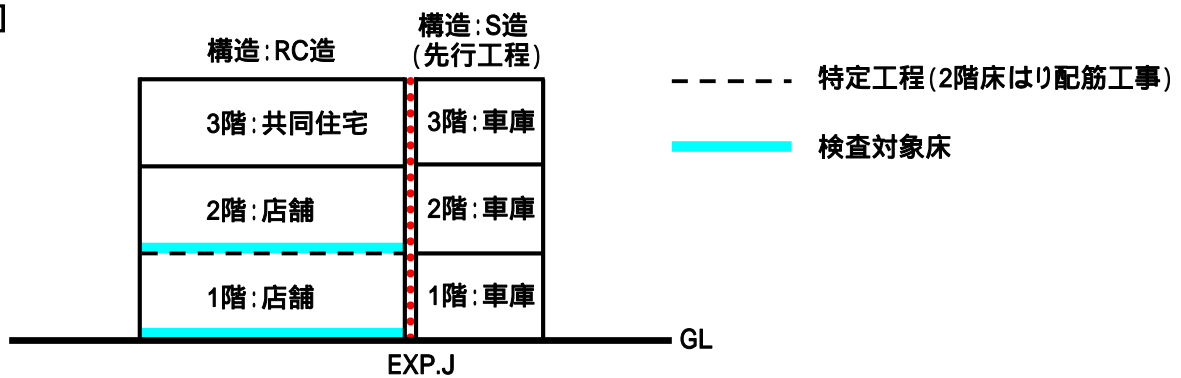 ]
構造:RC造
構造:S造
(先行工程)
3階:共同住宅
3階:車庫
2階:店舗
2階:車庫
1階:店舗
1階:車庫
GL
EXP.J
特定工程(2階床はり配筋工事)
検査対象床